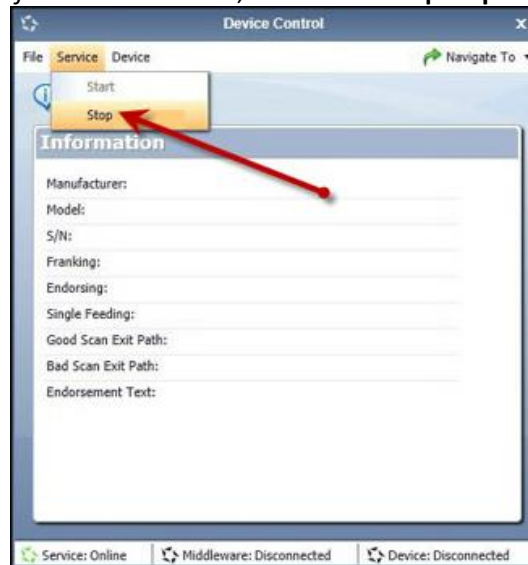 Device Control X
File Service Device Navigate To
Start
Stop
Information
Manufacturer:
Model:
S/N:
Franking:
Endorsing:
Single Feeding:
Good Scan Exit Path:
Bad Scan Exit Path:
Endorsement Text:
Service: Online Middleware: Disconnected Device: Disconnected